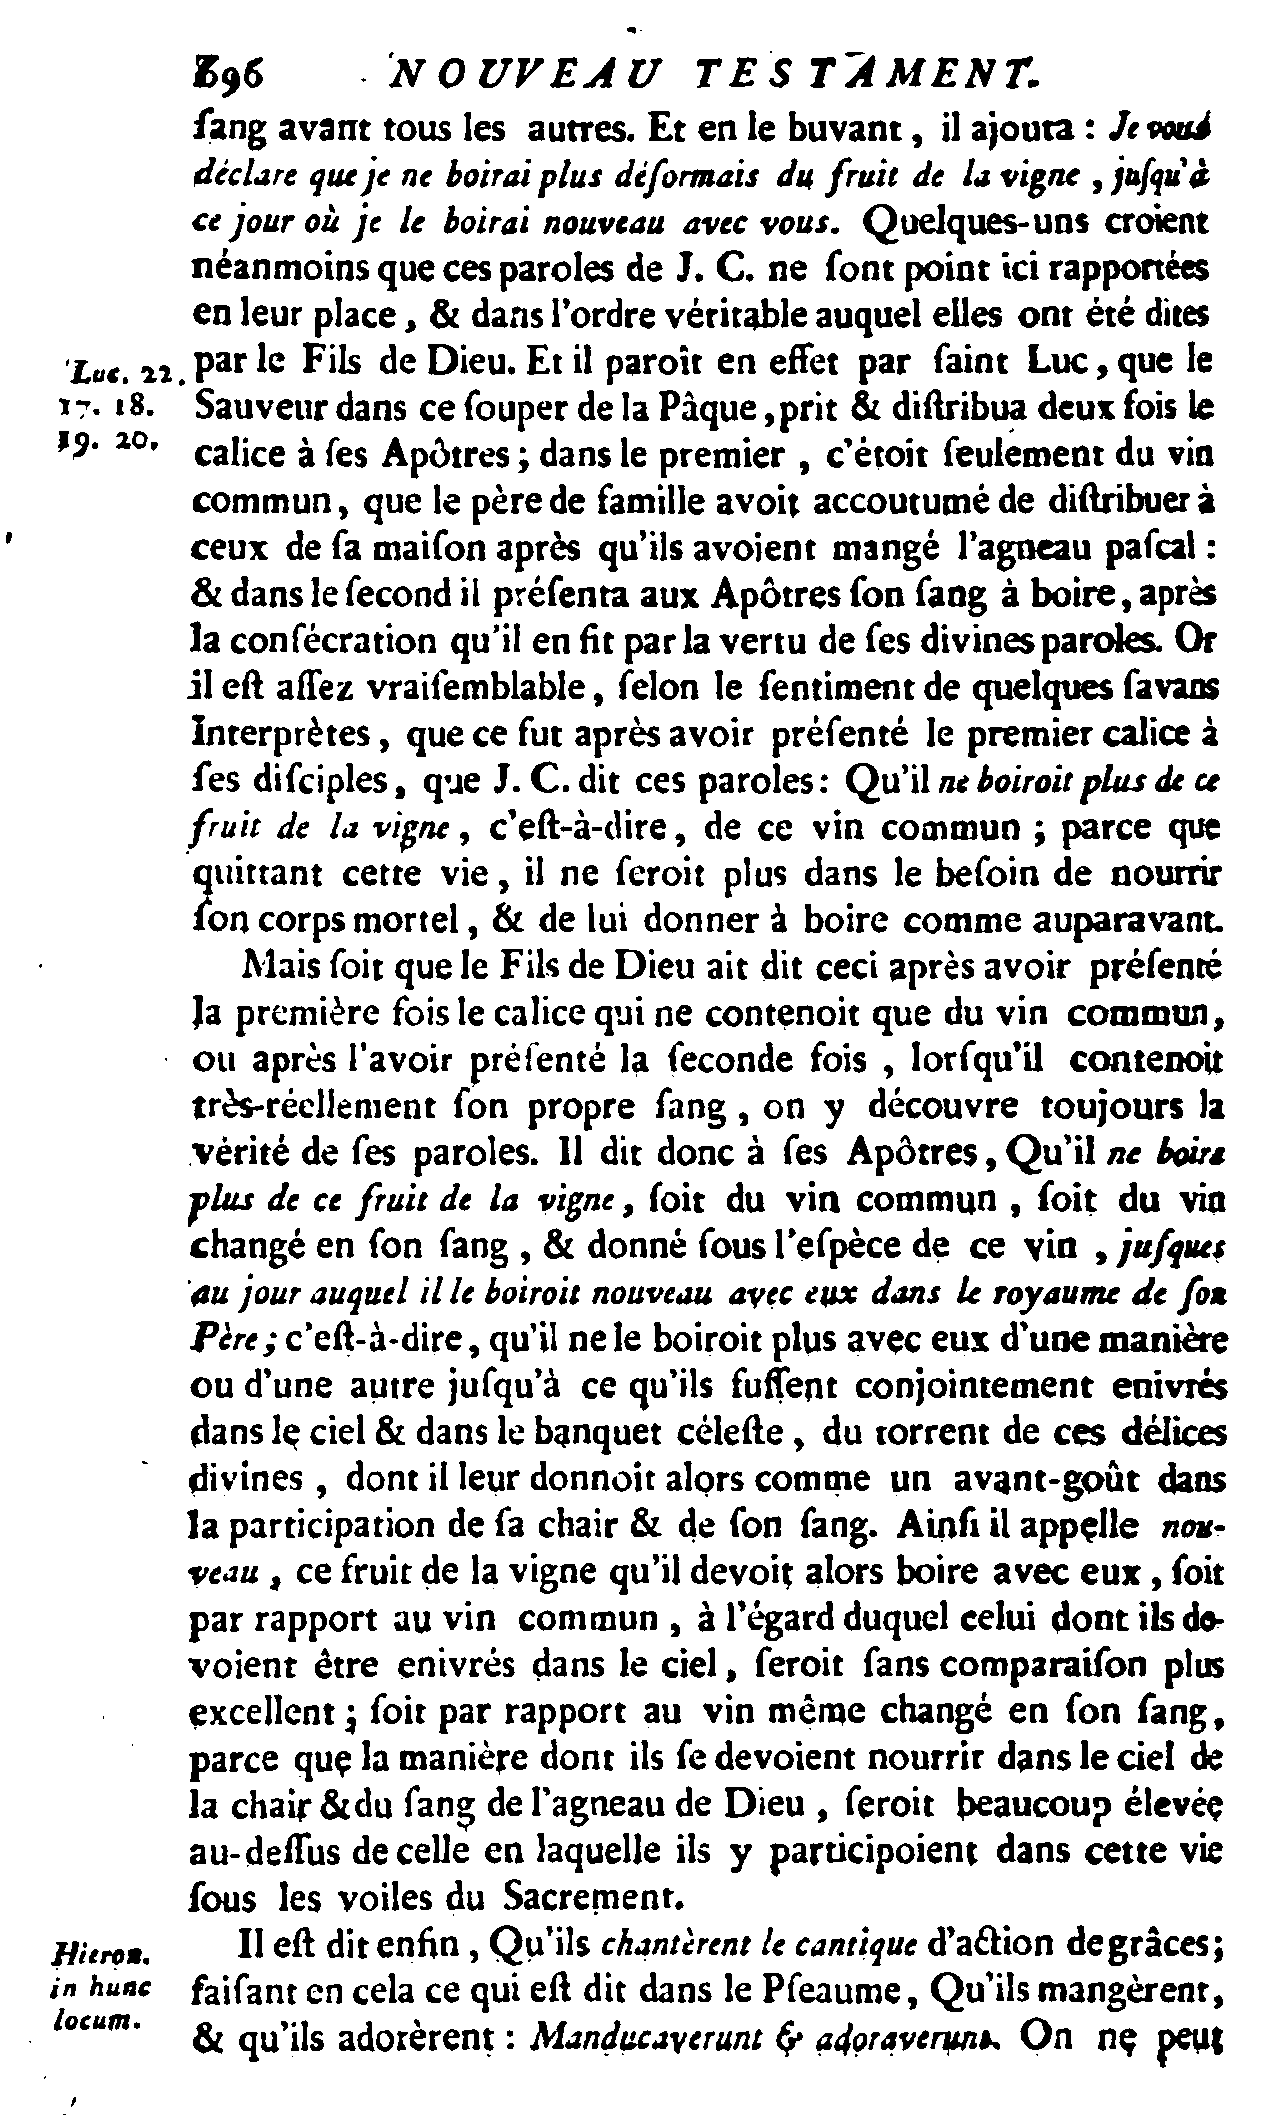 896 NOUVEAU TESTAMENT.
ſang avant tous les autres. Et en le buvant, il ajouta : Je vous
déclare que je ne boirai plus déſormais du fruit de la vigne, juſqu'à
ce jour où je le boirai nouveau avec vous. Quelques-uns croient
néanmoins que ces paroles de J. C. ne ſont point ici rapportées
en leur place, & dans l'ordre véritable auquel elles ont été dites
Luc. 22. par le Fils de Dieu. Et il paroît en effet par ſaint Luc, que le
17. 18. Sauveur dans ce ſouper de la Pâque, prit & diſtribua deux fois le
19. 20. calice à ſes Apôtres ; dans le premier, c'étoit ſeulement du vin
commun, que le père de famille avoit accoutumé de diſtribuer à
ceux de ſa maiſon après qu'ils avoient mangé l'agneau paſcal :
& dans le ſecond il préſenta aux Apôtres ſon ſang à boire, après
la conſécration qu'il en fit par la vertu de ſes divines paroles. Or
il eſt aſſez vraiſemblable, ſelon le ſentiment de quelques ſavans
Interprètes, que ce fut après avoir préſenté le premier calice à
ſes diſciples, que J. C. dit ces paroles : Qu'il ne boiroit plus de ce
fruit de la vigne, c'eſt-à-dire, de ce vin commun ; parce que
quittant cette vie, il ne ſeroit plus dans le beſoin de nourrir
ſon corps mortel, & de lui donner à boire comme auparavant.
Mais ſoit que le Fils de Dieu ait dit ceci après avoir préſenté
la première fois le calice qui ne contenoit que du vin commun,
ou après l'avoir préſenté la ſeconde fois, lorſqu'il contenoit
très-réellement ſon propre ſang, on y découvre toujours la
vérité de ſes paroles. Il dit donc à ſes Apôtres, Qu'il ne boira
plus de ce fruit de la vigne, ſoit du vin commun, ſoit du vin
changé en ſon ſang, & donné ſous l'eſpèce de ce vin, juſques
au jour auquel il le boiroit nouveau avec eux dans le royaume de ſon
Père ; c'eſt-à-dire, qu'il ne le boiroit plus avec eux d'une manière
ou d'une autre juſqu'à ce qu'ils fuſſent conjointement enivrés
dans le ciel & dans le banquet céleſte, du torrent de ces délices
divines, dont il leur donnoit alors comme un avant-goût dans
la participation de ſa chair & de ſon ſang. Ainſi il appelle nou-
veau, ce fruit de la vigne qu'il devoit alors boire avec eux, ſoit
par rapport au vin commun, à l'égard duquel celui dont ils de-
voient être enivrés dans le ciel, ſeroit ſans comparaiſon plus
excellent ; ſoit par rapport au vin même changé en ſon ſang,
parce que la manière dont ils ſe devoient nourrir dans le ciel de
la chair & du ſang de l'agneau de Dieu, ſeroit beaucoup élevée
au-deſſus de celle en laquelle ils y participoient dans cette vie
ſous les voiles du Sacrement.
Hieron. Il eſt dit enfin, Qu'ils chantèrent le cantique d'action de grâces ;
in hunc faiſant en cela ce qui eſt dit dans le Pſeaume, Qu'ils mangèrent,
locum. & qu'ils adorèrent : Manducaverunt & adoraverunt. On ne peut